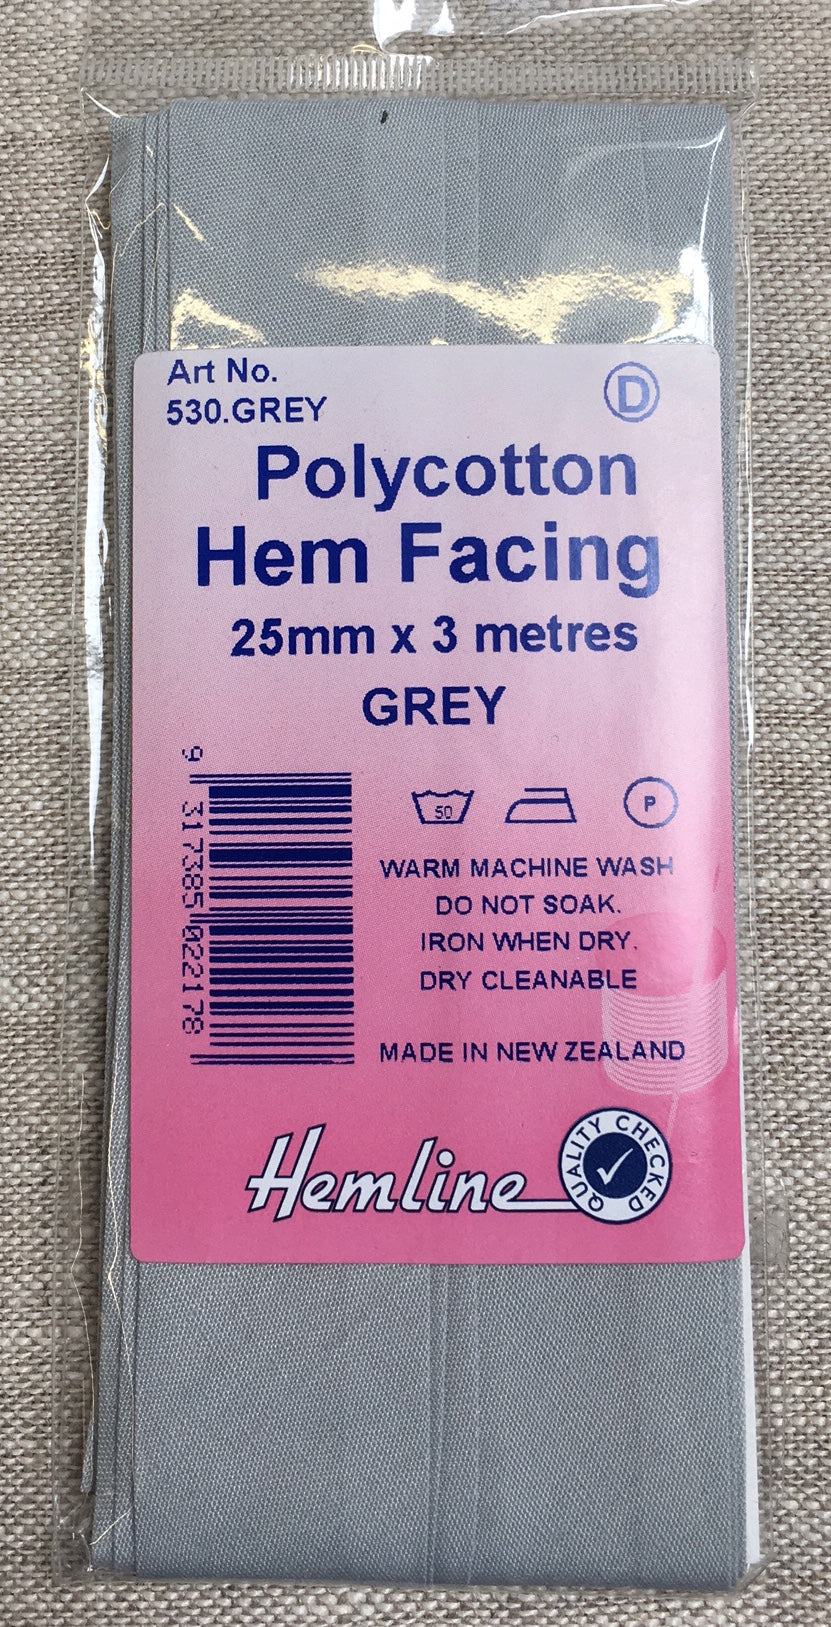 Art No.
530.GREY
D
Polycotton
Hem Facing
25mm x 3 metres
GREY
9 317385 022178
50
P
WARM MACHINE WASH
DO NOT SOAK.
IRON WHEN DRY.
DRY CLEANABLE
MADE IN NEW ZEALAND
Hemline
QUALITY CHECKED